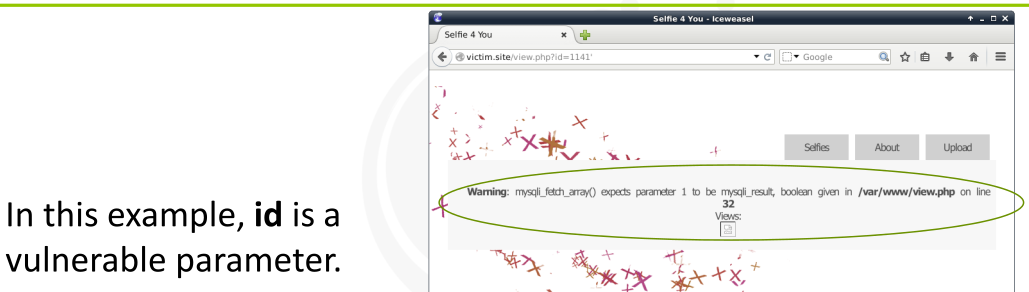 Selfie 4 You - Iceweasel
Selfie 4 You
victim.site/view.php?id=1141'
Google
Selfies About Upload
Warning: mysqli_fetch_array() expects parameter 1 to be mysqli_result, boolean given in /var/www/view.php on line
32
Views:
In this example, id is a
vulnerable parameter.